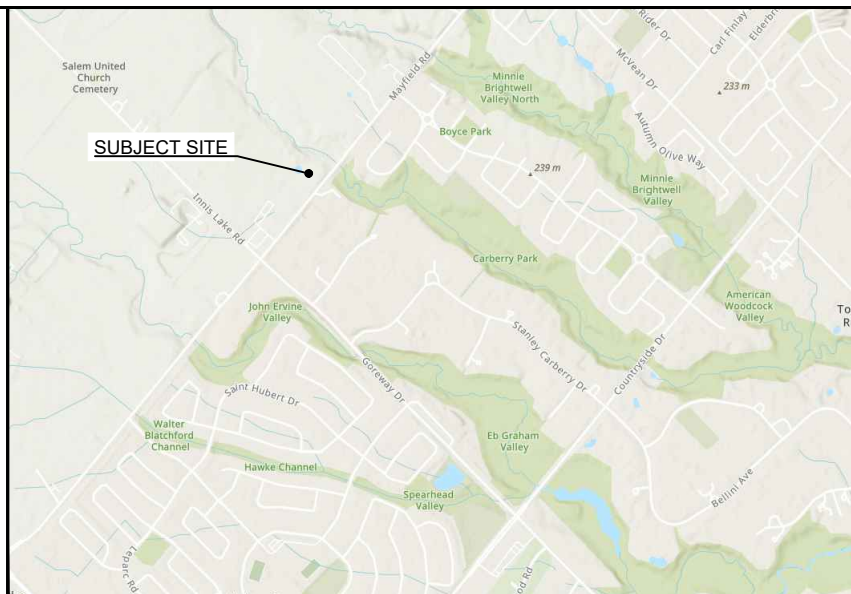 Salem United
Church
Cemetery
SUBJECT SITE
Mayfield Rd
Minnie
Brightwell
Valley North
Rider Dr
McVean Dr
Carl Finlay
233 m
Boyce Park
Autumn Olive Way
239 m
Minnie
Brightwell
Valley
Innis Lake Rd
Carberry Park
American
Woodcock
Valley
John Ervine
Valley
Stanley Carberry Dr
Countryside Dr
Goreway Dr
Saint Hubert Dr
Walter
Blatchford
Channel
Eb Graham
Valley
Hawke Channel
Spearhead
Valley
Bellini Ave
Leparc Rd